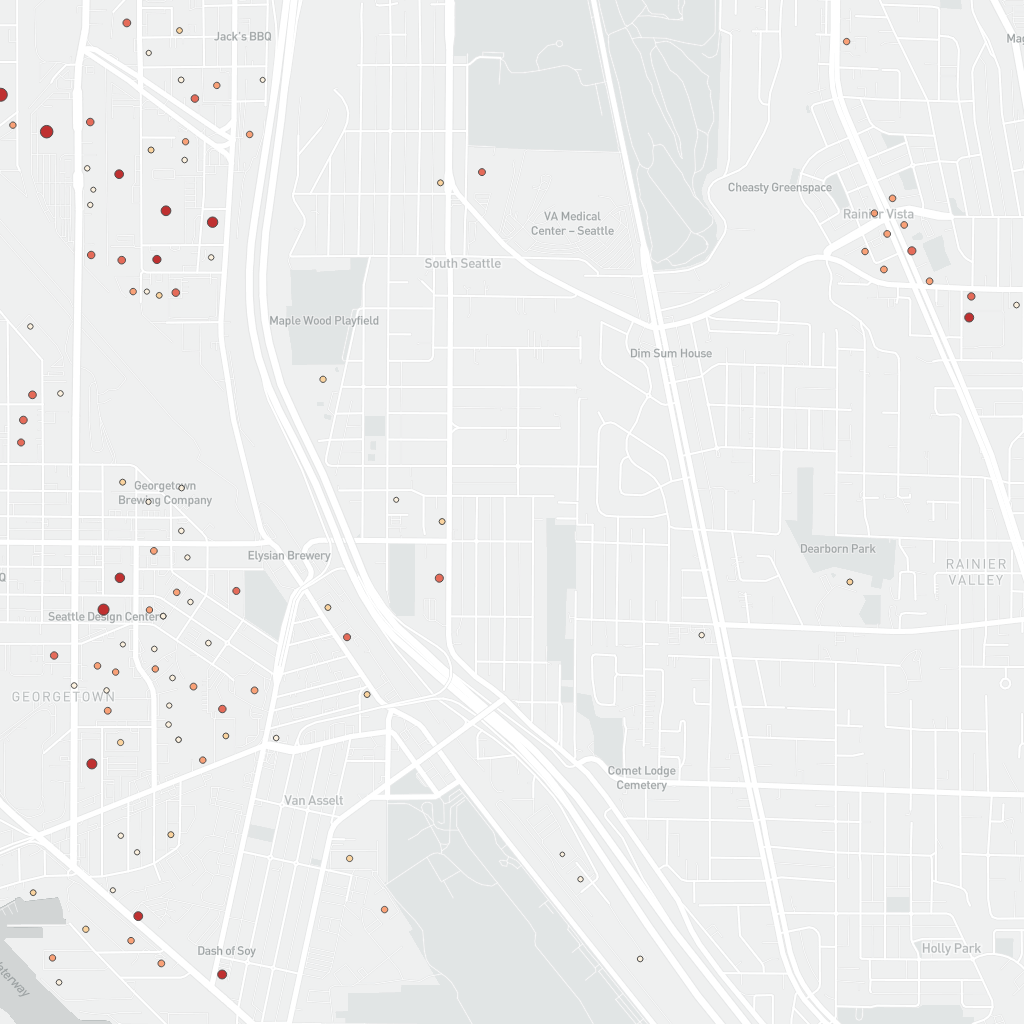 Jack's BBQ
Mag
Cheasty Greenspace
VA Medical
Center – Seattle
Rainier Vista
South Seattle
Maple Wood Playfield
Dim Sum House
Georgetown
Brewing Company
Elysian Brewery
Dearborn Park
RAINIER
VALLEY
Q
Seattle Design Center
GEORGETOWN
Comet Lodge
Cemetery
Van Asselt
Dash of Soy
Holly Park
aterway